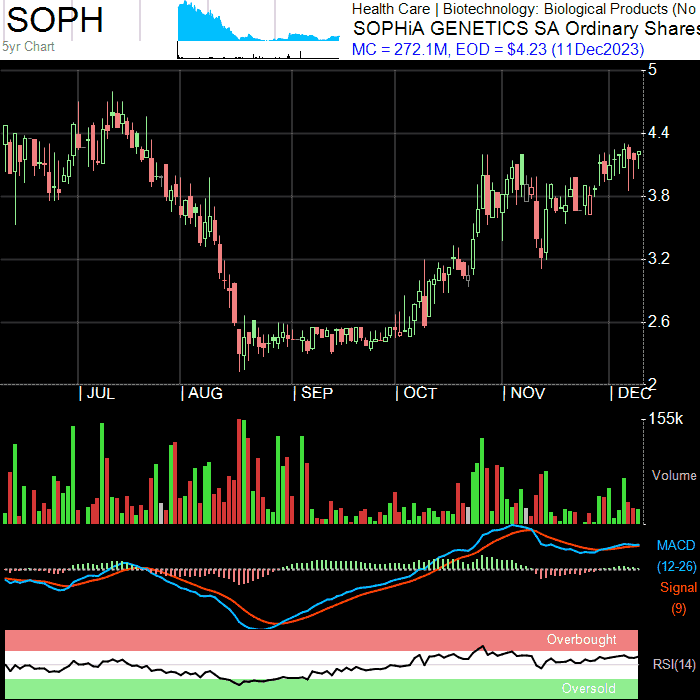 SOPH
5yr Chart
Health Care | Biotechnology: Biological Products (No
SOPHiA GENETICS SA Ordinary Shares
MC = 272.1M, EOD = $4.23 (11Dec2023)
5
4.4
3.8
3.2
2.6
2
| JUL | AUG | SEP | OCT | NOV | DEC
155k
Volume
MACD
(12-26)
Signal
(9)
Overbought
RSI(14)
Oversold